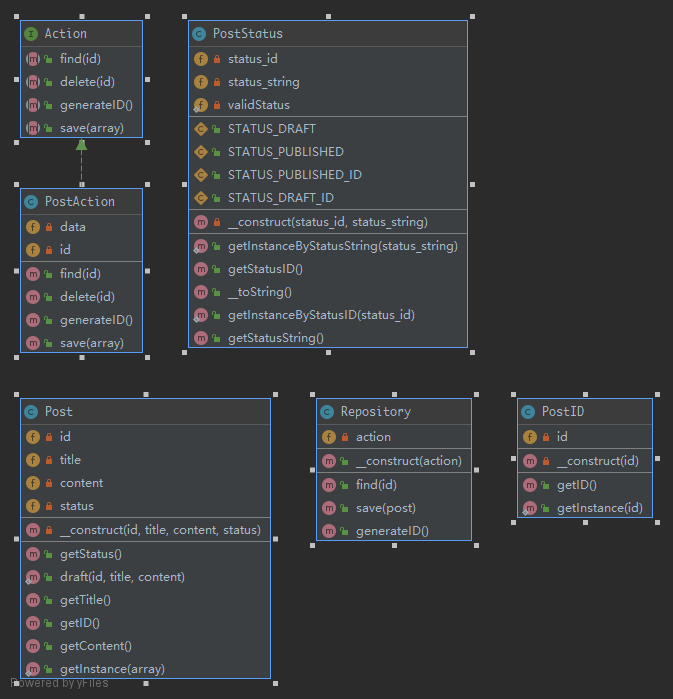 Action
find(id)
delete(id)
generateID()
save(array)
PostAction
data
id
find(id)
delete(id)
generateID()
save(array)
PostStatus
status_id
status_string
validStatus
STATUS_DRAFT
STATUS_PUBLISHED
STATUS_PUBLISHED_ID
STATUS_DRAFT_ID
__construct(status_id, status_string)
getInstanceByStatusString(status_string)
getStatusID()
__toString()
getInstanceByStatusID(status_id)
getStatusString()
Post
id
title
content
status
__construct(id, title, content, status)
getStatus()
draft(id, title, content)
getTitle()
getID()
getContent()
getInstance(array)
Repository
action
__construct(action)
find(id)
save(post)
generateID()
PostID
id
__construct(id)
getID()
getInstance(id)
Powered by yFiles